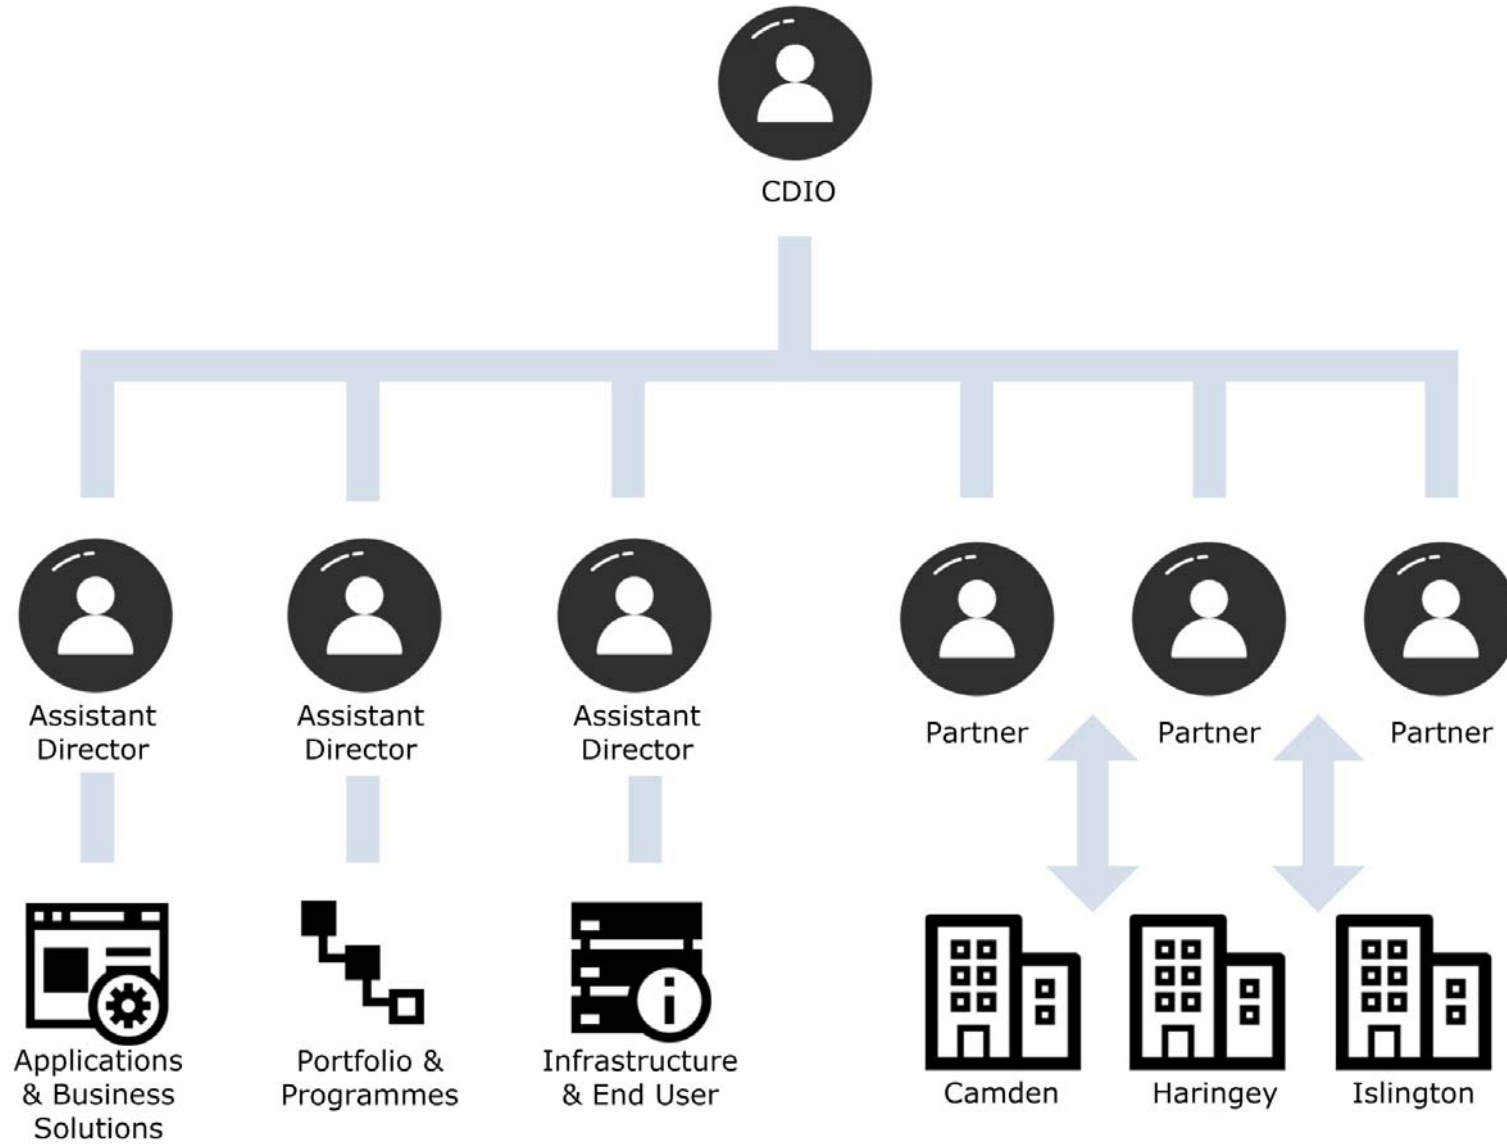 CDIO
Assistant
Director
Assistant
Director
Assistant
Director
Partner
Partner
Partner
Applications
& Business
Solutions
Portfolio &
Programmes
Infrastructure
& End User
Camden
Haringey
Islington